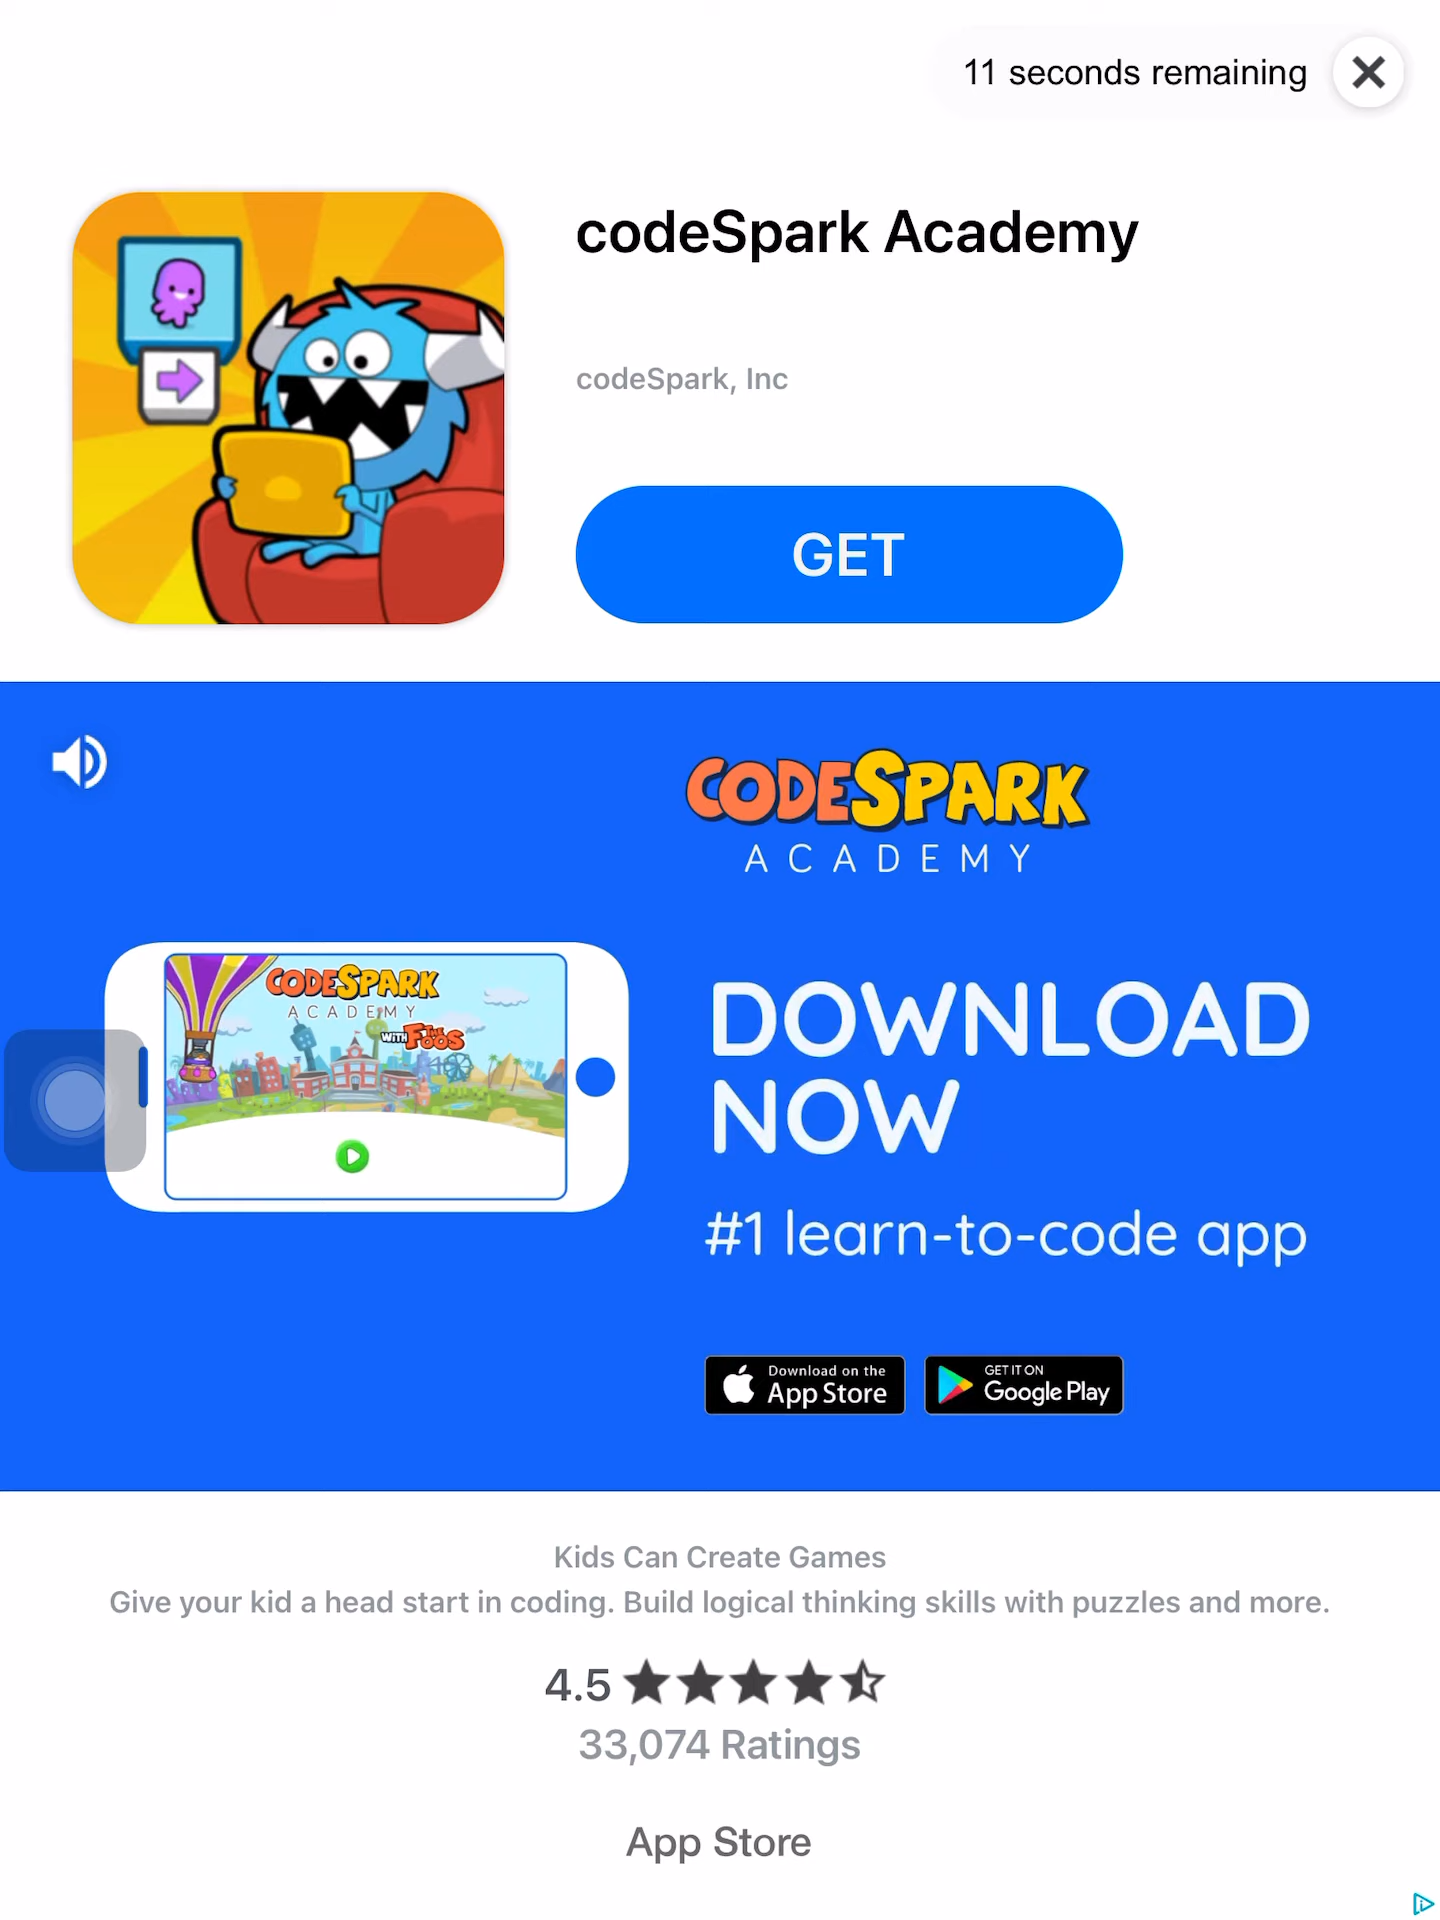 11 seconds remaining
codeSpark Academy
codeSpark, Inc
GET
CODESPARK
ACADEMY
CODESPARK
ACADEMY
WITH THE FOOS
DOWNLOAD
NOW
#1 learn-to-code app
Download on the
App Store
GET IT ON
Google Play
Kids Can Create Games
Give your kid a head start in coding. Build logical thinking skills with puzzles and more.
4.5
33,074 Ratings
App Store